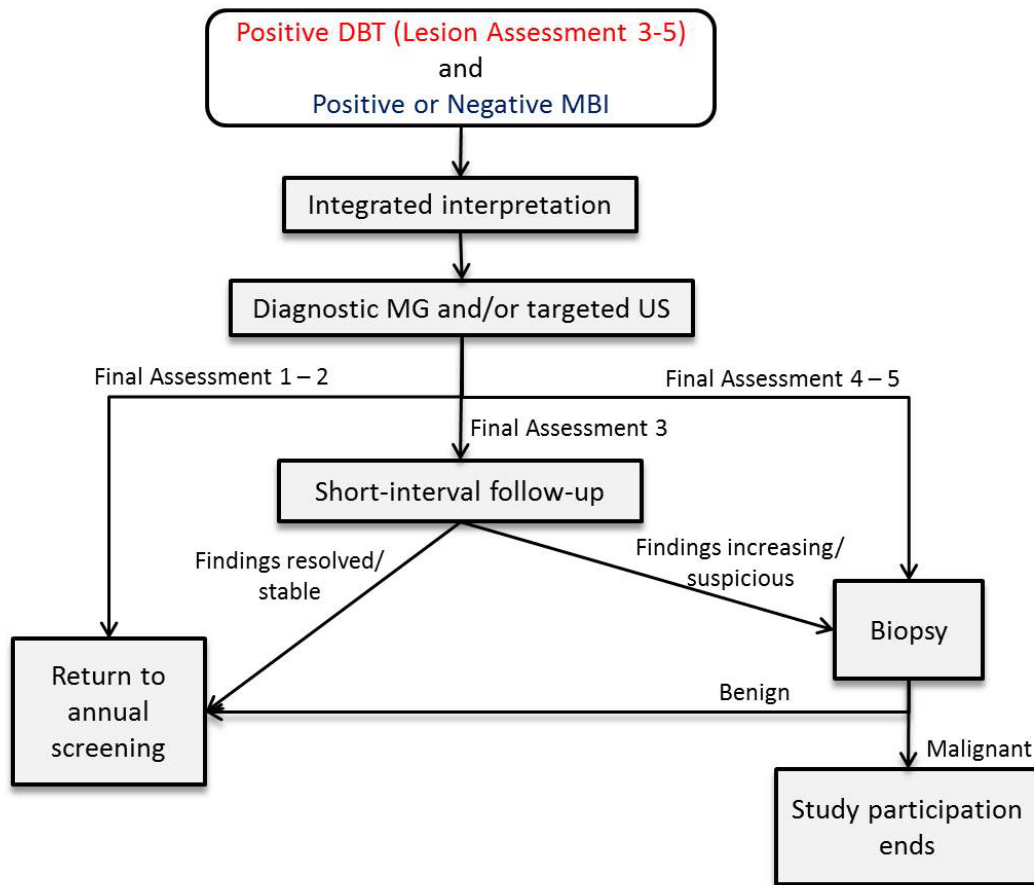 Positive DBT (Lesion Assessment 3-5)
and
Positive or Negative MBI
Integrated interpretation
Diagnostic MG and/or targeted US
Final Assessment 1 – 2
Final Assessment 4 – 5
Final Assessment 3
Short-interval follow-up
Findings resolved/
stable
Findings increasing/
suspicious
Biopsy
Return to
annual
screening
Benign
Malignant
Study participation
ends